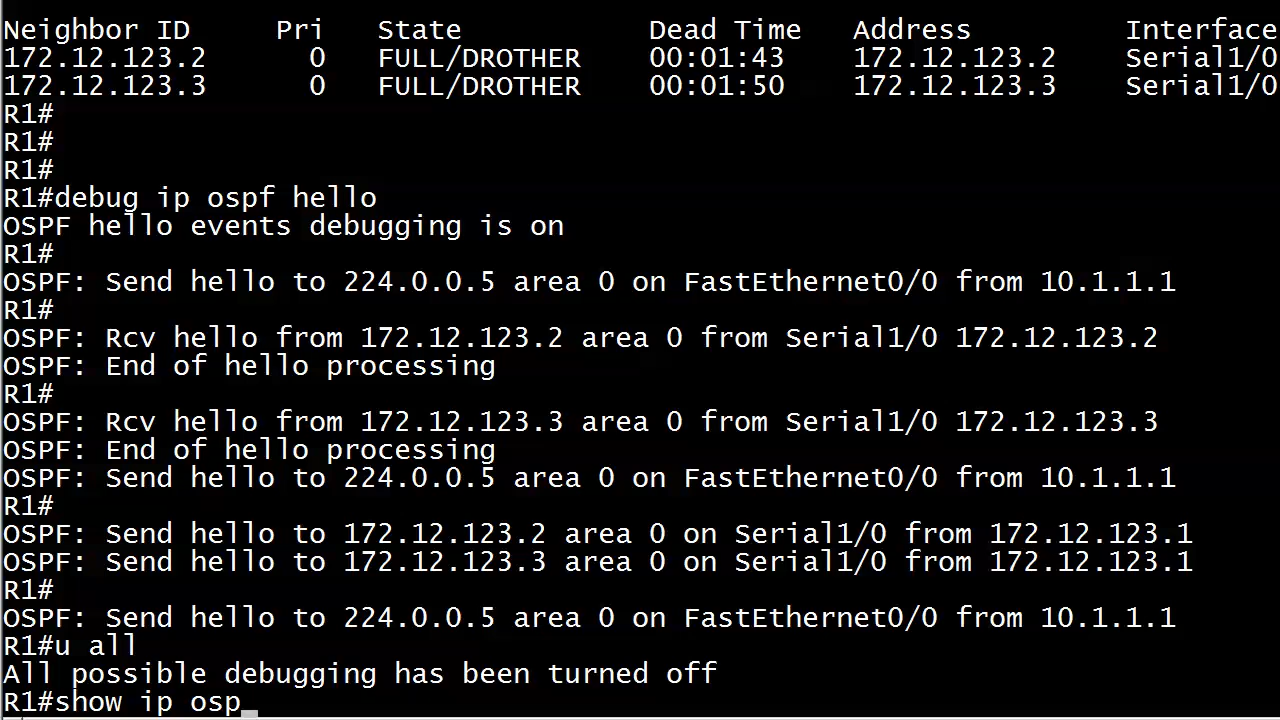 Neighbor ID     Pri   State           Dead Time   Address         Interface
172.12.123.2      0   FULL/DROTHER    00:01:43    172.12.123.2    Serial1/0
172.12.123.3      0   FULL/DROTHER    00:01:50    172.12.123.3    Serial1/0
R1#
R1#
R1#
R1#debug ip ospf hello
OSPF hello events debugging is on
R1#
OSPF: Send hello to 224.0.0.5 area 0 on FastEthernet0/0 from 10.1.1.1
R1#
OSPF: Rcv hello from 172.12.123.2 area 0 from Serial1/0 172.12.123.2
OSPF: End of hello processing
R1#
OSPF: Rcv hello from 172.12.123.3 area 0 from Serial1/0 172.12.123.3
OSPF: End of hello processing
OSPF: Send hello to 224.0.0.5 area 0 on FastEthernet0/0 from 10.1.1.1
R1#
OSPF: Send hello to 172.12.123.2 area 0 on Serial1/0 from 172.12.123.1
OSPF: Send hello to 172.12.123.3 area 0 on Serial1/0 from 172.12.123.1
R1#
OSPF: Send hello to 224.0.0.5 area 0 on FastEthernet0/0 from 10.1.1.1
R1#u all
All possible debugging has been turned off
R1#show ip osp_